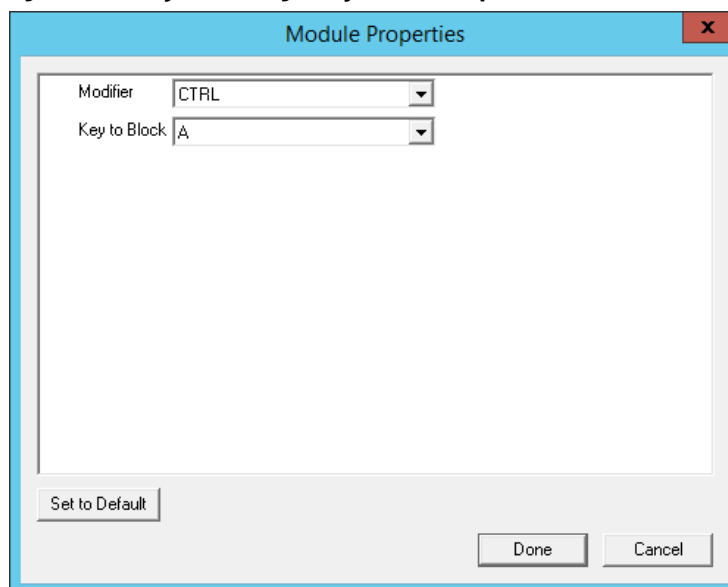 Module Properties
x
Modifier CTRL
Key to Block A
Set to Default
Done Cancel